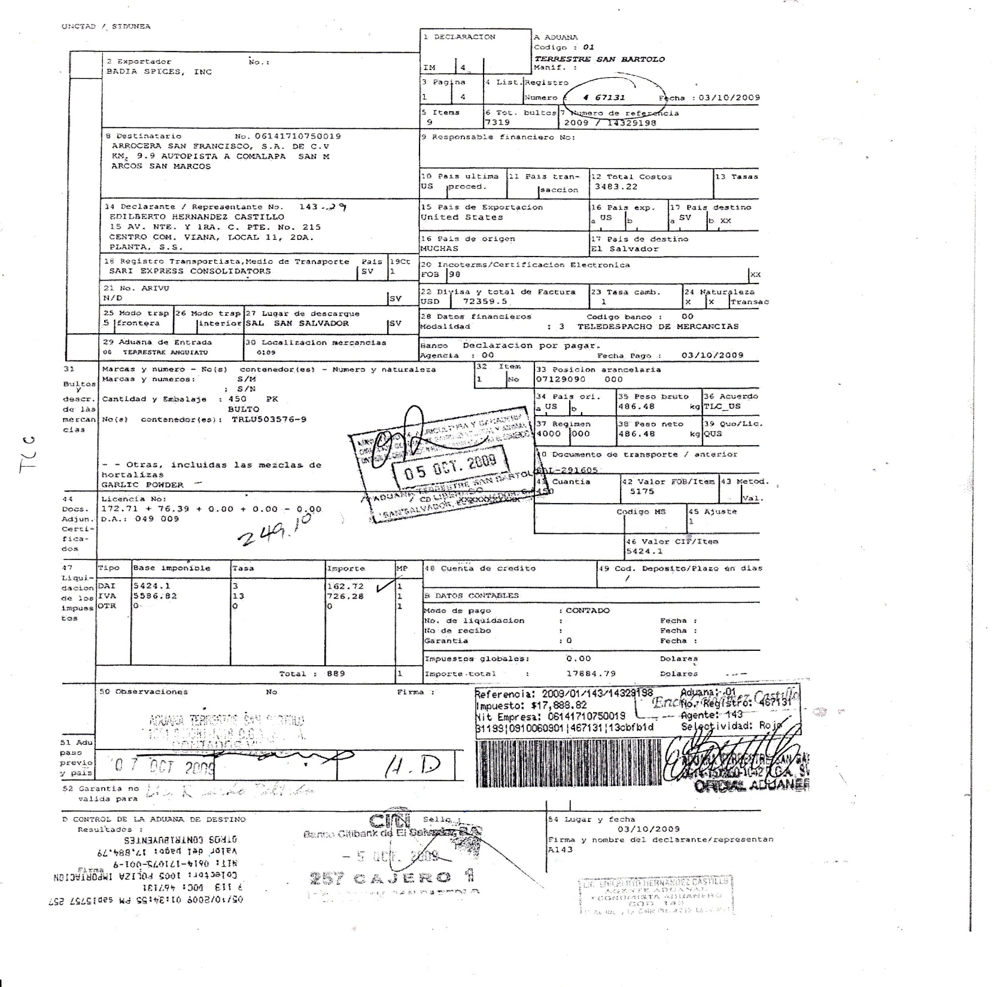 UNCTAD / SIDUNEA
1 DECLARACION
IM 4
A ADUANA
Codigo : 01
TERRESTRE SAN BARTOLO
Manif. :
2 Exportador No.:
BADIA SPICES, INC
3 Pagina
1 4
4 List.
Registro
Numero : 4 67131 Fecha : 03/10/2009
5 Items
9
6 Tot. bultos
7319
7 Numero de referencia
2009 / 14329198
8 Destinatario No. 06141710750019
ARROCERA SAN FRANCISCO, S.A. DE C.V
KM. 9.9 AUTOPISTA A COMALAPA SAN M
ARCOS SAN MARCOS
9 Responsable financiero No:
10 Pais ultima
US proced.
11 Pais tran-
saccion
12 Total Costos
3483.22
13 Tasas
14 Declarante / Representante No. 143-29
EDILBERTO HERNANDEZ CASTILLO
15 AV. NTE. Y 1RA. C. PTE. No. 215
CENTRO COM. VIANA, LOCAL 11, 2DA.
PLANTA, S.S.
15 Pais de Exportacion
United States
16 Pais exp.
a US b
17 Pais destino
a SV b XX
16 Pais de origen
MUCHAS
17 Pais de destino
El Salvador
18 Registro Transportista,Medio de Transporte Pais
SARI EXPRESS CONSOLIDATORS SV
19Ct
1
20 Incoterms/Certificacion Electronica
FOB 98 XX
21 No. ARIVU
N/D SV
22 Divisa y total de Factura
USD 72359.5
23 Tasa camb.
1
24 Naturaleza
X X Transac
25 Modo trsp
5 frontera
26 Modo trsp
interior
27 Lugar de descargue
SAL SAN SALVADOR SV
28 Datos financieros Codigo banco : 00
Modalidad : 3 TELEDESPACHO DE MERCANCIAS
29 Aduana de Entrada
08 TERRESTRE ANGUIATU
30 Localizacion mercancias
0109
Banco Declaracion por pagar.
Agencia : 00 Fecha Pago : 03/10/2009
31
Bultos
y
descr.
de las
mercan
cias
Marcas y numero - No(s) contenedor(es) - Numero y naturaleza
Marcas y numeros: S/M
: S/N
Cantidad y Embalaje : 450 PK
BULTO
No(s) contenedor(es): TRLU503576-9
- - Otras, incluidas las mezclas de
hortalizas
GARLIC POWDER
32 Item
1 No
33 Posicion arancelaria
07129090 000
34 Pais ori.
a US b
35 Peso bruto
486.48 kg
36 Acuerdo
TLC_US
37 Regimen
4000 000
38 Peso neto
486.48 kg
39 Quo/Lic.
QUS
40 Documento de transporte / anterior
SAL-291605
41 Cuantia
450
42 Valor FOB/Item
5175
43 Metod.
Val.
TLC
05 OCT. 2009
ADUANA TERRESTRE SAN BARTOLO
44
Docs.
Adjun.
Certi-
fica-
dos
Licencia No:
172.71 + 76.39 + 0.00 + 0.00 - 0.00
D.A.: 049 009
249.10
Codigo MS
45 Ajuste
1
46 Valor CIF/Item
5424.1
47
Liqui-
dacion
de los
impues
tos
Tipo Base imponible Tasa Importe MP
DAI 5424.1 3 162.72 1
IVA 5586.82 13 726.28 1
OTR 0 0 0 1
Total : 889 1
48 Cuenta de credito
49 Cod. Deposito/Plazo en dias
/
B DATOS CONTABLES
Modo de pago : CONTADO
No. de liquidacion : Fecha :
No de recibo : Fecha :
Garantia : 0 Fecha :
Impuestos globales: 0.00 Dolares
Importe total : 17884.79 Dolares
50 Observaciones No Firma :
ADUANA TERRESTRE SAN BARTOLO
Referencia: 2009/01/143/14329198 Aduana: 01
Impuesto: $17,888.82 No. Registro: 467131
Nit Empresa: 06141710750019 Agente: 143
31199|0910060901|467131|13cbfb1d Selectividad: Rojo
51 Adu
paso
previo
y pais
07 OCT 2009
H.D
OFICIAL ADUANER
52 Garantia no
valida para
D CONTROL DE LA ADUANA DE DESTINO
Resultados :
Firma
OTROS CONTRIBUYENTES
Valor del pago: 17,884.79
NIT: 0614-171075-001-9
Colector: 1005 POLIZA IMPORTACION
? 113 DOC: 467131
05/10/2009 01:34:55 PM sap15757 257
Sello :
CITI
Banco Citibank de El Salvador, SA
- 5 OCT. 2009
257 CAJERO 1
54 Lugar y fecha
03/10/2009
Firma y nombre del declarante/representan
A143
LIC. EDILBERTO HERNANDEZ CASTILLO
AGENTE ADUANAL
ECONOMISTA ADUANERO
COD. 143